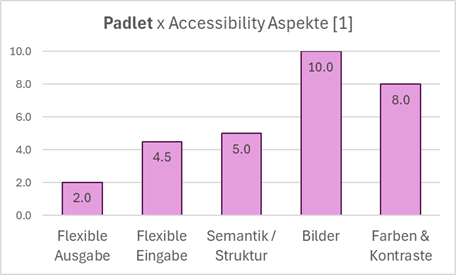 Padlet x Accessibility Aspekte [1]
10.0
8.0
6.0
4.0
2.0
0.0
2.0
4.5
5.0
10.0
8.0
Flexible Ausgabe
Flexible Eingabe
Semantik / Struktur
Bilder
Farben & Kontraste